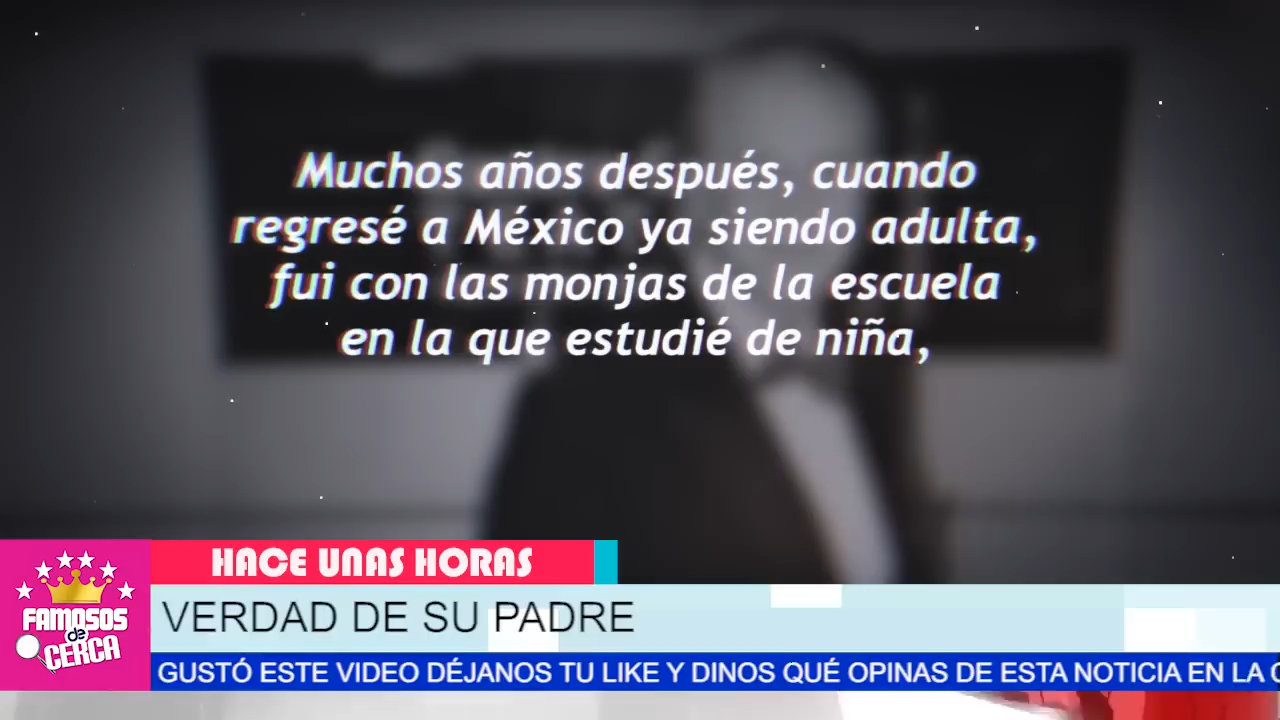 Muchos años después, cuando
regresé a México ya siendo adulta,
fui con las monjas de la escuela
en la que estudié de niña,
HACE UNAS HORAS
VERDAD DE SU PADRE
FAMOSOS
de
CERCA
GUSTÓ ESTE VIDEO DÉJANOS TU LIKE Y DINOS QUÉ OPINAS DE ESTA NOTICIA EN LA